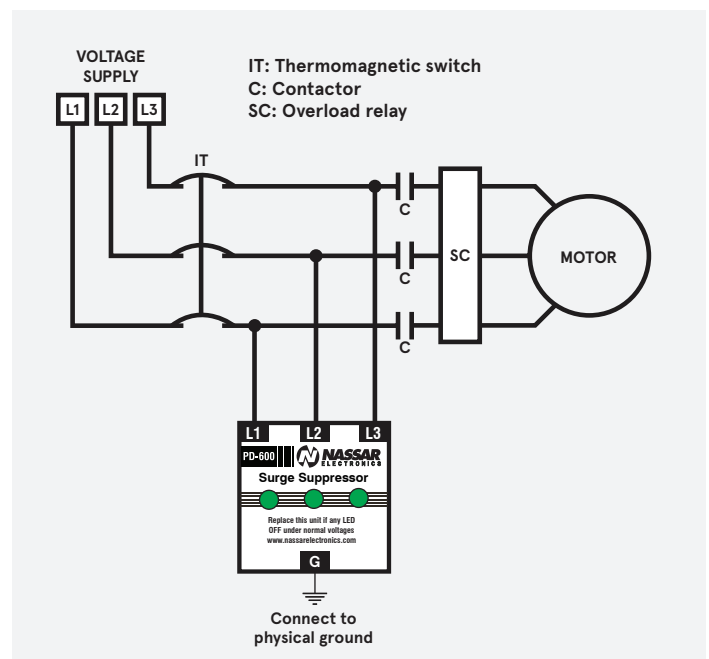 VOLTAGE
SUPPLY
IT: Thermomagnetic switch
C: Contactor
SC: Overload relay
L1 L2 L3
IT
C
SC
MOTOR
C
C
L1 L2 L3
PD-600 NASSAR
ELECTRONICS
Surge Suppressor
Replace this unit if any LED
OFF under normal voltages
www.nassarelectronics.com
G
Connect to
physical ground